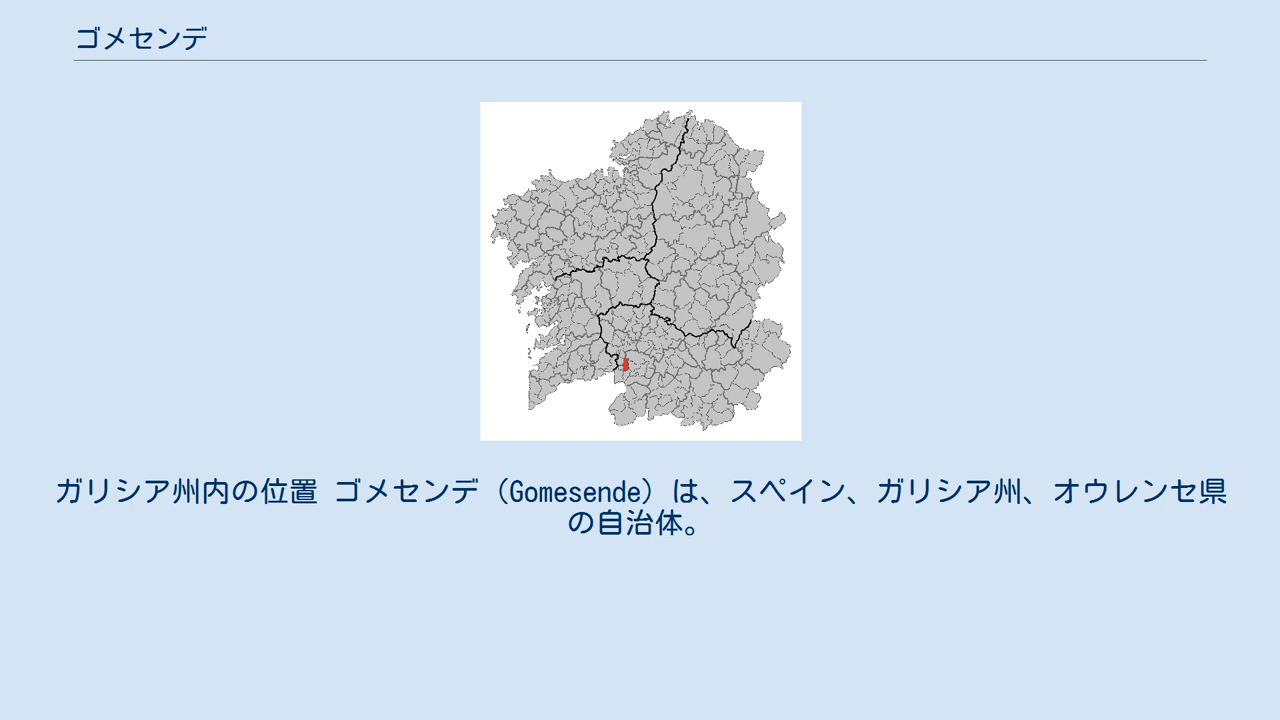 ゴメセンデ
ガリシア州内の位置 ゴメセンデ（Gomesende）は、スペイン、ガリシア州、オウレンセ県
の自治体。